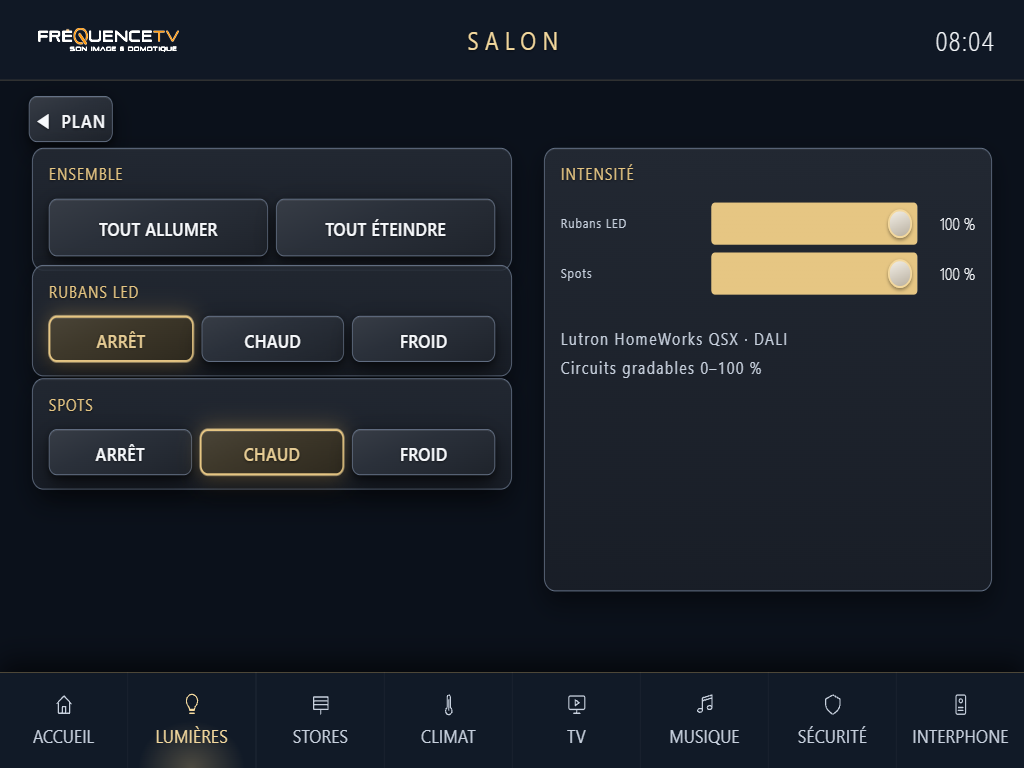 FRÉQUENCETV
SON IMAGE & DOMOTIQUE
SALON
08:04
PLAN
ENSEMBLE
TOUT ALLUMER
TOUT ÉTEINDRE
RUBANS LED
ARRÊT
CHAUD
FROID
SPOTS
ARRÊT
CHAUD
FROID
INTENSITÉ
Rubans LED
100 %
Spots
100 %
Lutron HomeWorks QSX · DALI
Circuits gradables 0–100 %
ACCUEIL
LUMIÈRES
STORES
CLIMAT
TV
MUSIQUE
SÉCURITÉ
INTERPHONE